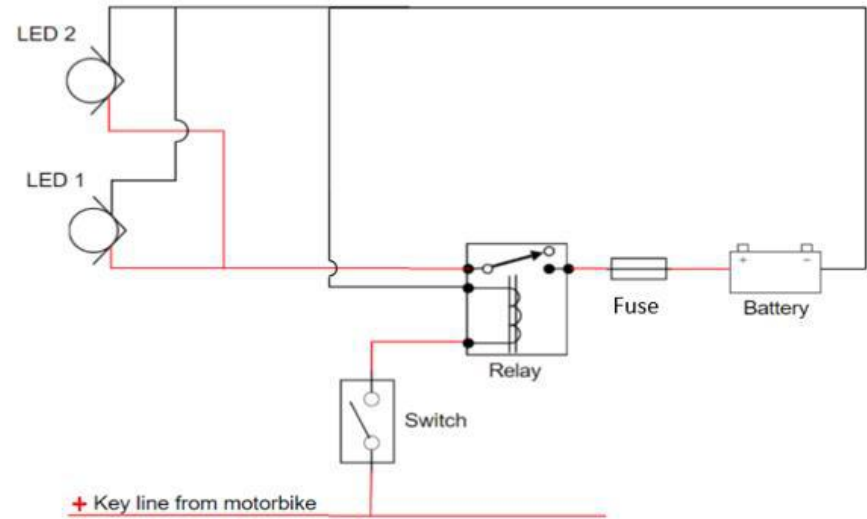 LED 2
LED 1
+ -
Fuse
Battery
Relay
Switch
+ Key line from motorbike